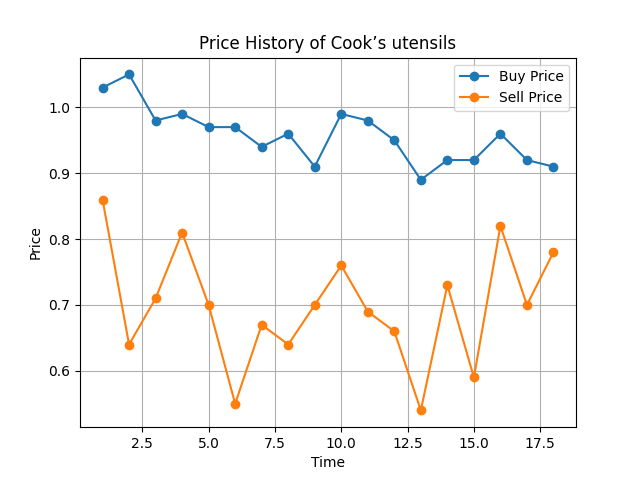 Price History of Cook’s utensils
Buy Price
Sell Price
Price
1.0
0.9
0.8
0.7
0.6
2.5 5.0 7.5 10.0 12.5 15.0 17.5
Time